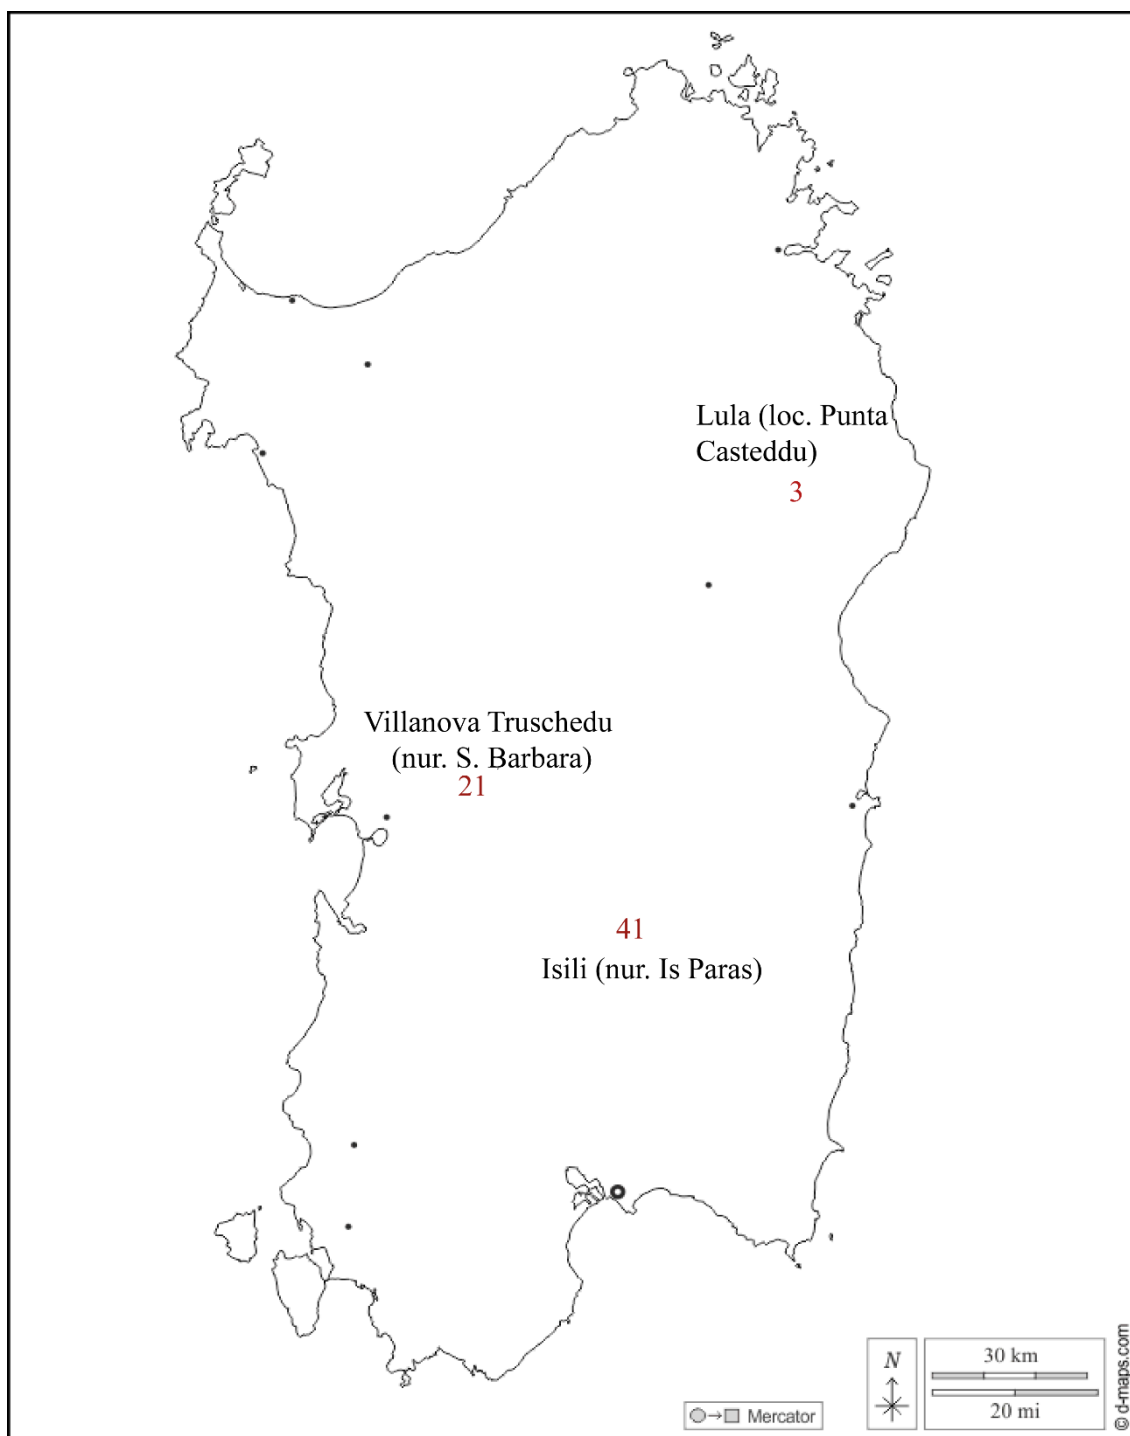 Lula (loc. Punta
Casteddu)
3
Villanova Truschedu
(nur. S. Barbara)
21
41
Isili (nur. Is Paras)
N
30 km
20 mi
Mercator
© d-maps.com